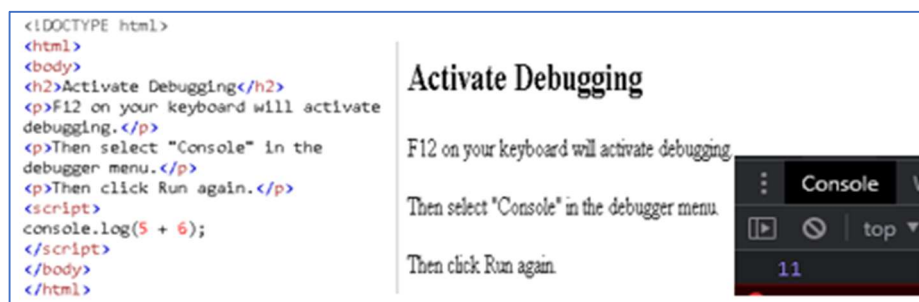 <!DOCTYPE html>
<html>
<body>
<h2>Activate Debugging</h2>
<p>F12 on your keyboard will activate
debugging.</p>
<p>Then select "Console" in the
debugger menu.</p>
<p>Then click Run again.</p>
<script>
console.log(5 + 6);
</script>
</body>
</html>
Activate Debugging
F12 on your keyboard will activate debugging.
Then select "Console" in the debugger menu.
Then click Run again.
Console
top
11